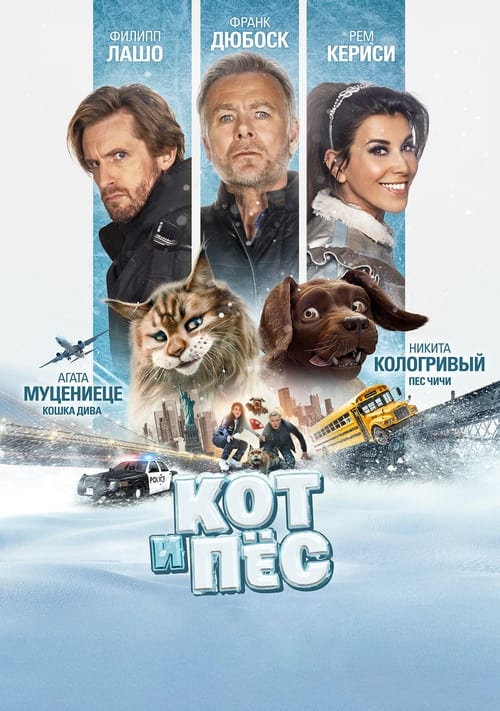 ФИЛИПП
ЛАШО
ФРАНК
ДЮБОСК
РЕМ
КЕРИСИ
АГАТА
МУЦЕНИЕЦЕ
КОШКА ДИВА
НИКИТА
КОЛОГРИВЫЙ
ПЕС ЧИЧИ
POLICE
КОТ
И ПЁС